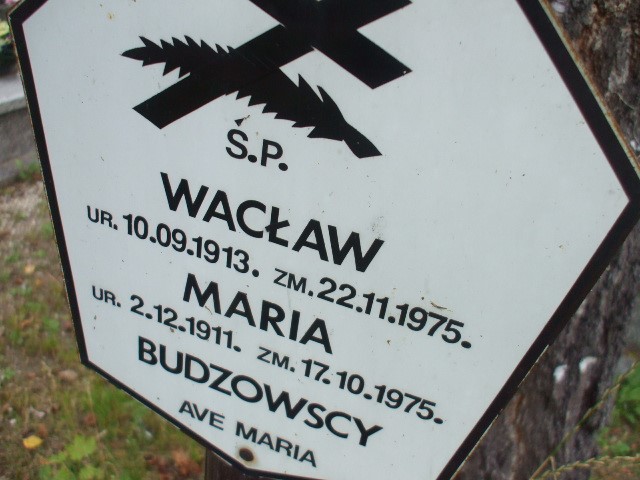 Ś.P.
WACŁAW
UR. 10.09.1913. ZM. 22.11.1975.
MARIA
UR. 2.12.1911. ZM. 17.10.1975.
BUDZOWSCY
AVE MARIA